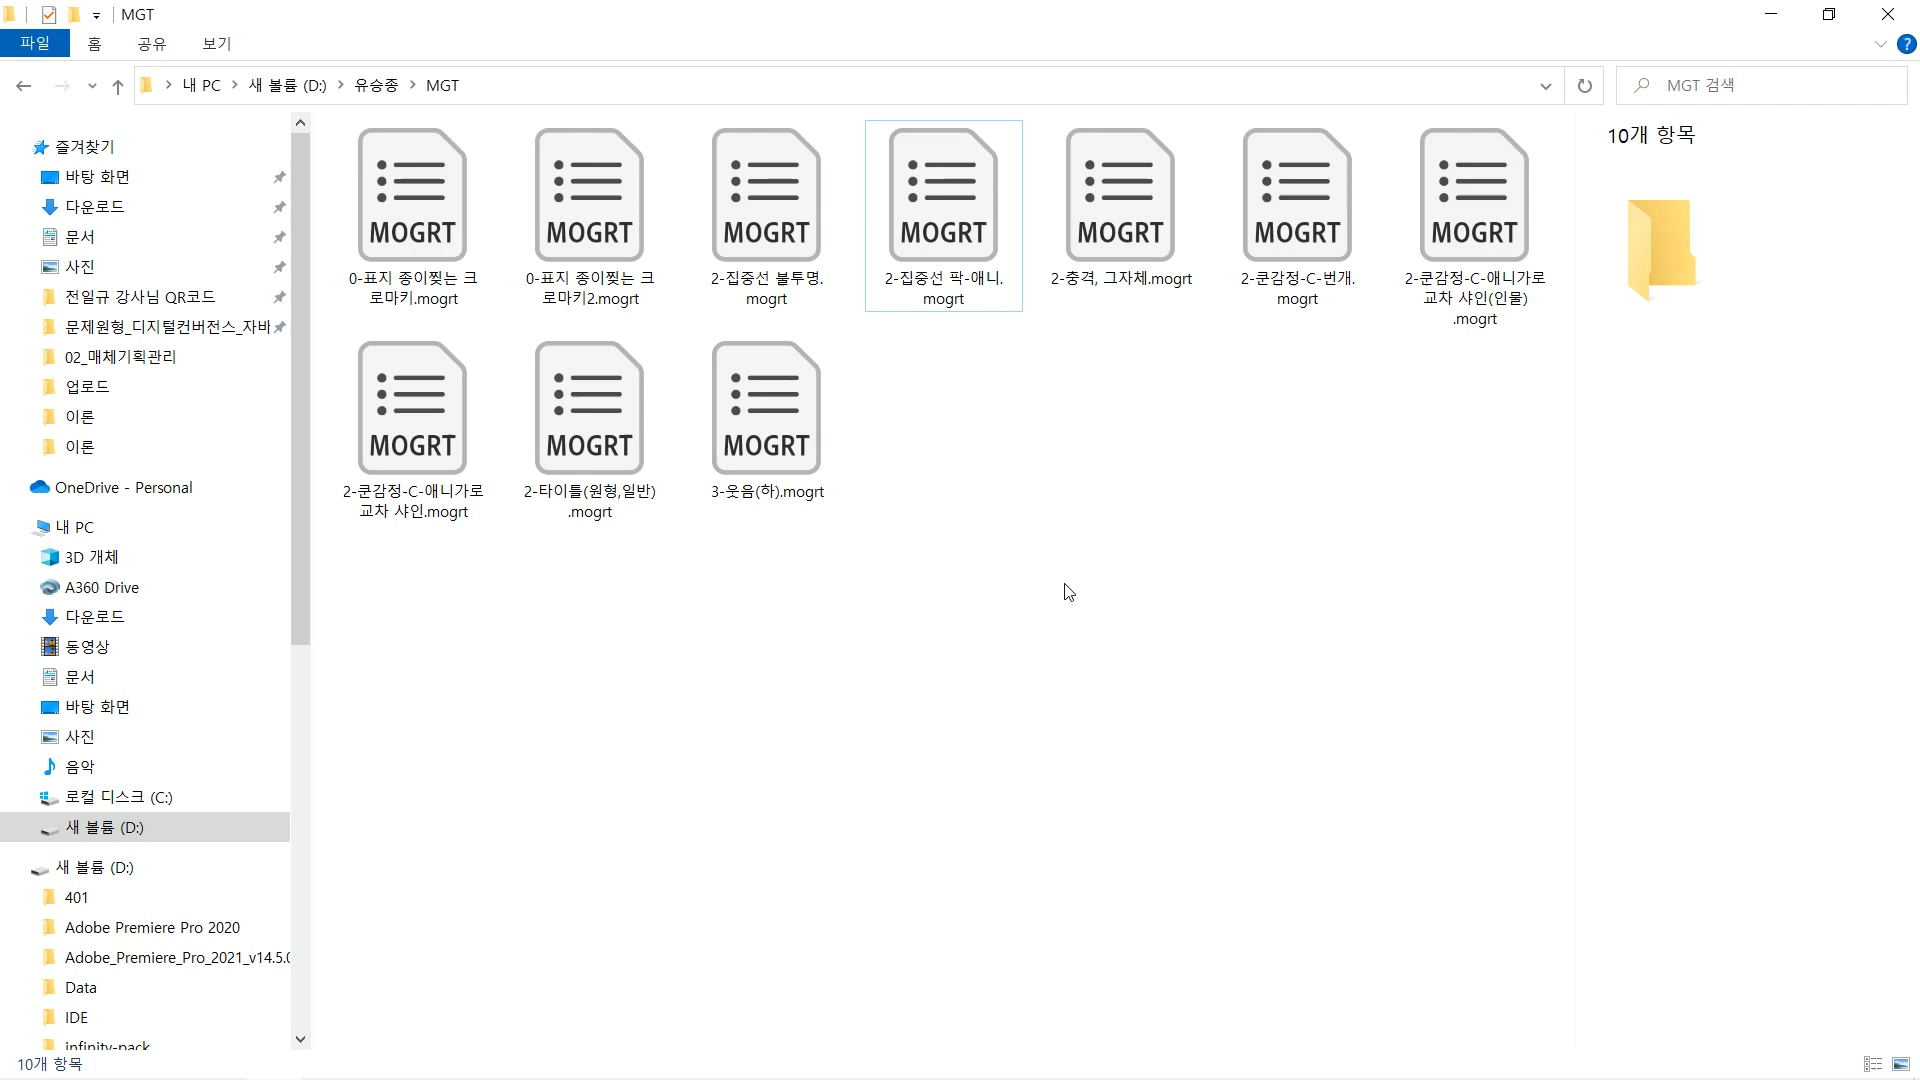 MGT
파일 홈 공유 보기
내 PC 새 볼륨 (D:) 유승종 MGT
MGT 검색
즐겨찾기
바탕 화면
다운로드
문서
사진
전일규 강사님 QR코드
문제원형_디지털컨버전스_자바
02_매체기획관리
업로드
이론
이론
OneDrive - Personal
내 PC
3D 개체
A360 Drive
다운로드
동영상
문서
바탕 화면
사진
음악
로컬 디스크 (C:)
새 볼륨 (D:)
새 볼륨 (D:)
401
Adobe Premiere Pro 2020
Adobe_Premiere_Pro_2021_v14.5.0
Data
IDE
infinity-pack
MOGRT
0-표지 종이찢는 크
로마키.mogrt
MOGRT
0-표지 종이찢는 크
로마키2.mogrt
MOGRT
2-집중선 불투명.
mogrt
MOGRT
2-집중선 팍-애니.
mogrt
MOGRT
2-충격, 그자체.mogrt
MOGRT
2-쿤감정-C-번개.
mogrt
MOGRT
2-쿤감정-C-애니가로
교차 샤인(인물)
.mogrt
MOGRT
2-쿤감정-C-애니가로
교차 샤인.mogrt
MOGRT
2-타이틀(원형,일반)
.mogrt
MOGRT
3-웃음(하).mogrt
10개 항목
10개 항목